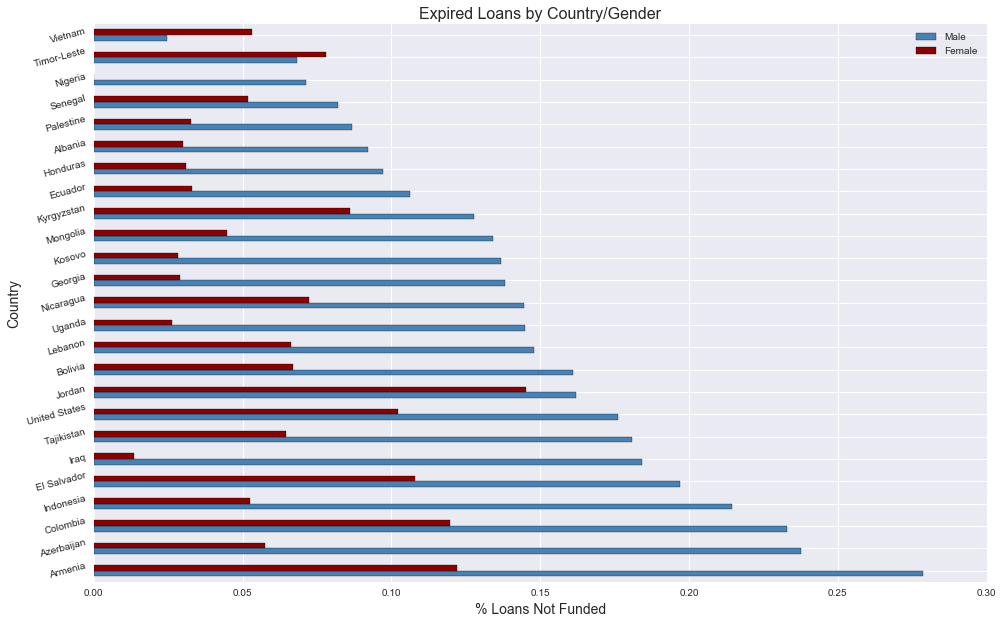 Expired Loans by Country/Gender
Male
Female
Vietnam
Timor-Leste
Nigeria
Senegal
Palestine
Albania
Honduras
Ecuador
Kyrgyzstan
Mongolia
Kosovo
Georgia
Nicaragua
Uganda
Lebanon
Bolivia
Jordan
United States
Tajikistan
Iraq
El Salvador
Indonesia
Colombia
Azerbaijan
Armenia
Country
0.00 0.05 0.10 0.15 0.20 0.25 0.30
% Loans Not Funded